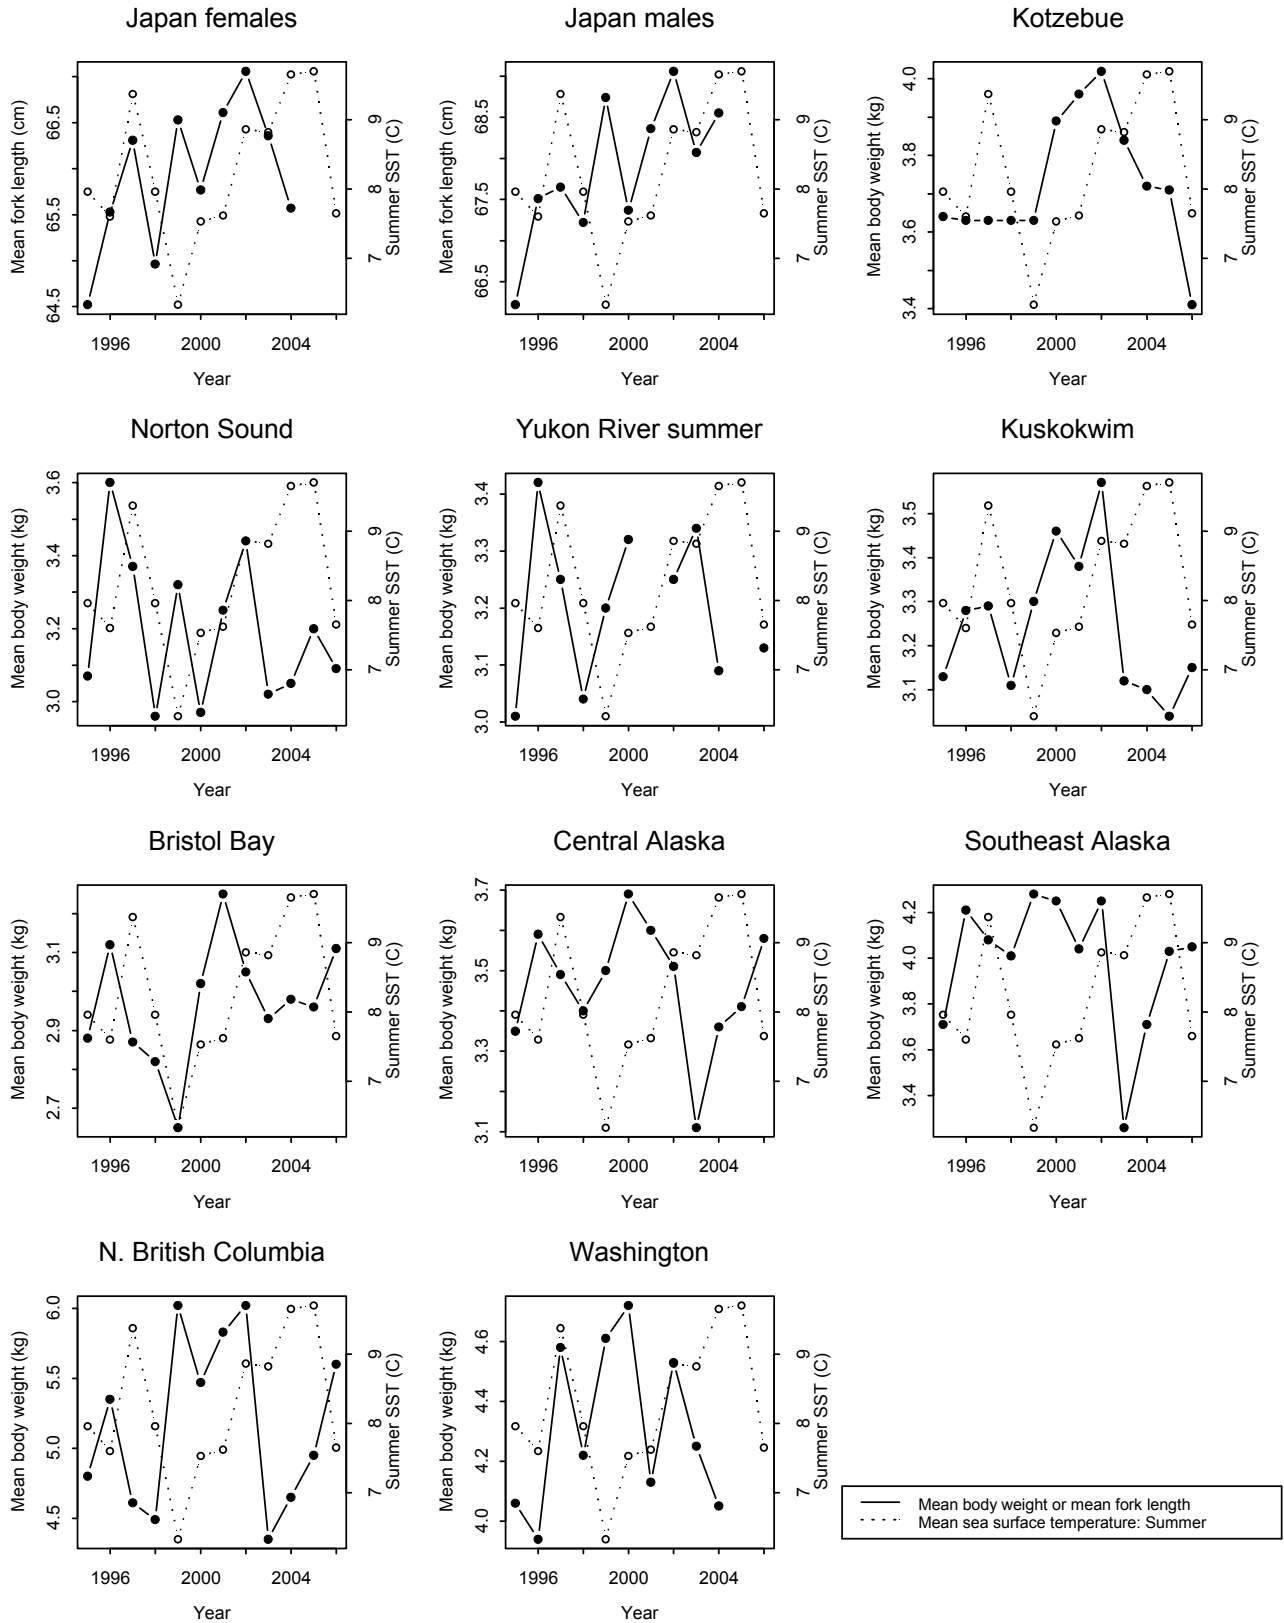 Japan females
Mean fork length (cm)
64.5 65.5 66.5
7 8 9
Summer SST (C)
1996 2000 2004
Year
Japan males
Mean fork length (cm)
66.5 67.5 68.5
7 8 9
Summer SST (C)
1996 2000 2004
Year
Kotzebue
Mean body weight (kg)
3.4 3.6 3.8 4.0
7 8 9
Summer SST (C)
1996 2000 2004
Year
Norton Sound
Mean body weight (kg)
3.0 3.2 3.4 3.6
7 8 9
Summer SST (C)
1996 2000 2004
Year
Yukon River summer
Mean body weight (kg)
3.0 3.1 3.2 3.3 3.4
7 8 9
Summer SST (C)
1996 2000 2004
Year
Kuskokwim
Mean body weight (kg)
3.1 3.2 3.3 3.4 3.5
7 8 9
Summer SST (C)
1996 2000 2004
Year
Bristol Bay
Mean body weight (kg)
2.7 2.9 3.1
7 8 9
Summer SST (C)
1996 2000 2004
Year
Central Alaska
Mean body weight (kg)
3.1 3.3 3.5 3.7
7 8 9
Summer SST (C)
1996 2000 2004
Year
Southeast Alaska
Mean body weight (kg)
3.4 3.6 3.8 4.0 4.2
7 8 9
Summer SST (C)
1996 2000 2004
Year
N. British Columbia
Mean body weight (kg)
4.5 5.0 5.5 6.0
7 8 9
Summer SST (C)
1996 2000 2004
Year
Washington
Mean body weight (kg)
4.0 4.2 4.4 4.6
7 8 9
Summer SST (C)
1996 2000 2004
Year
Mean body weight or mean fork length
Mean sea surface temperature: Summer